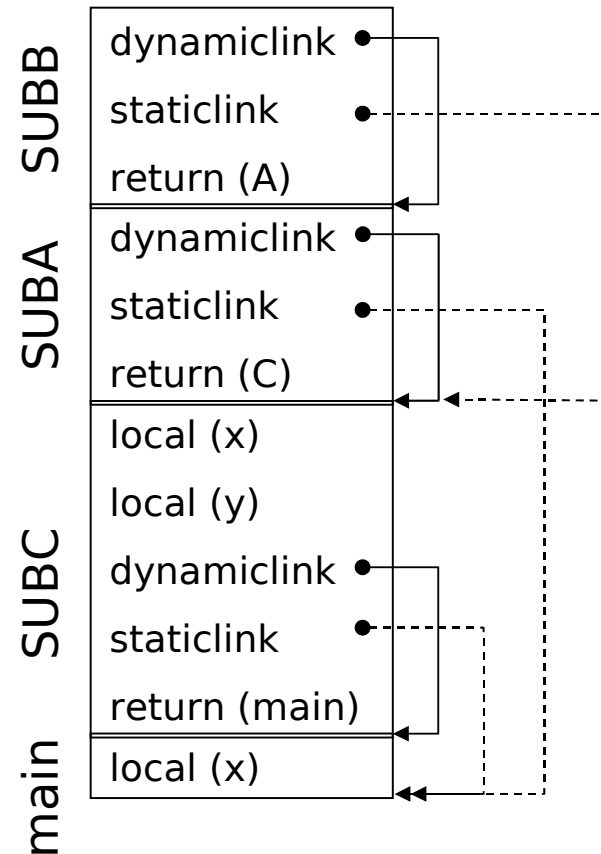 SUBB
dynamiclink
staticlink
return (A)
SUBA
dynamiclink
staticlink
return (C)
SUBC
local (x)
local (y)
dynamiclink
staticlink
return (main)
main
local (x)